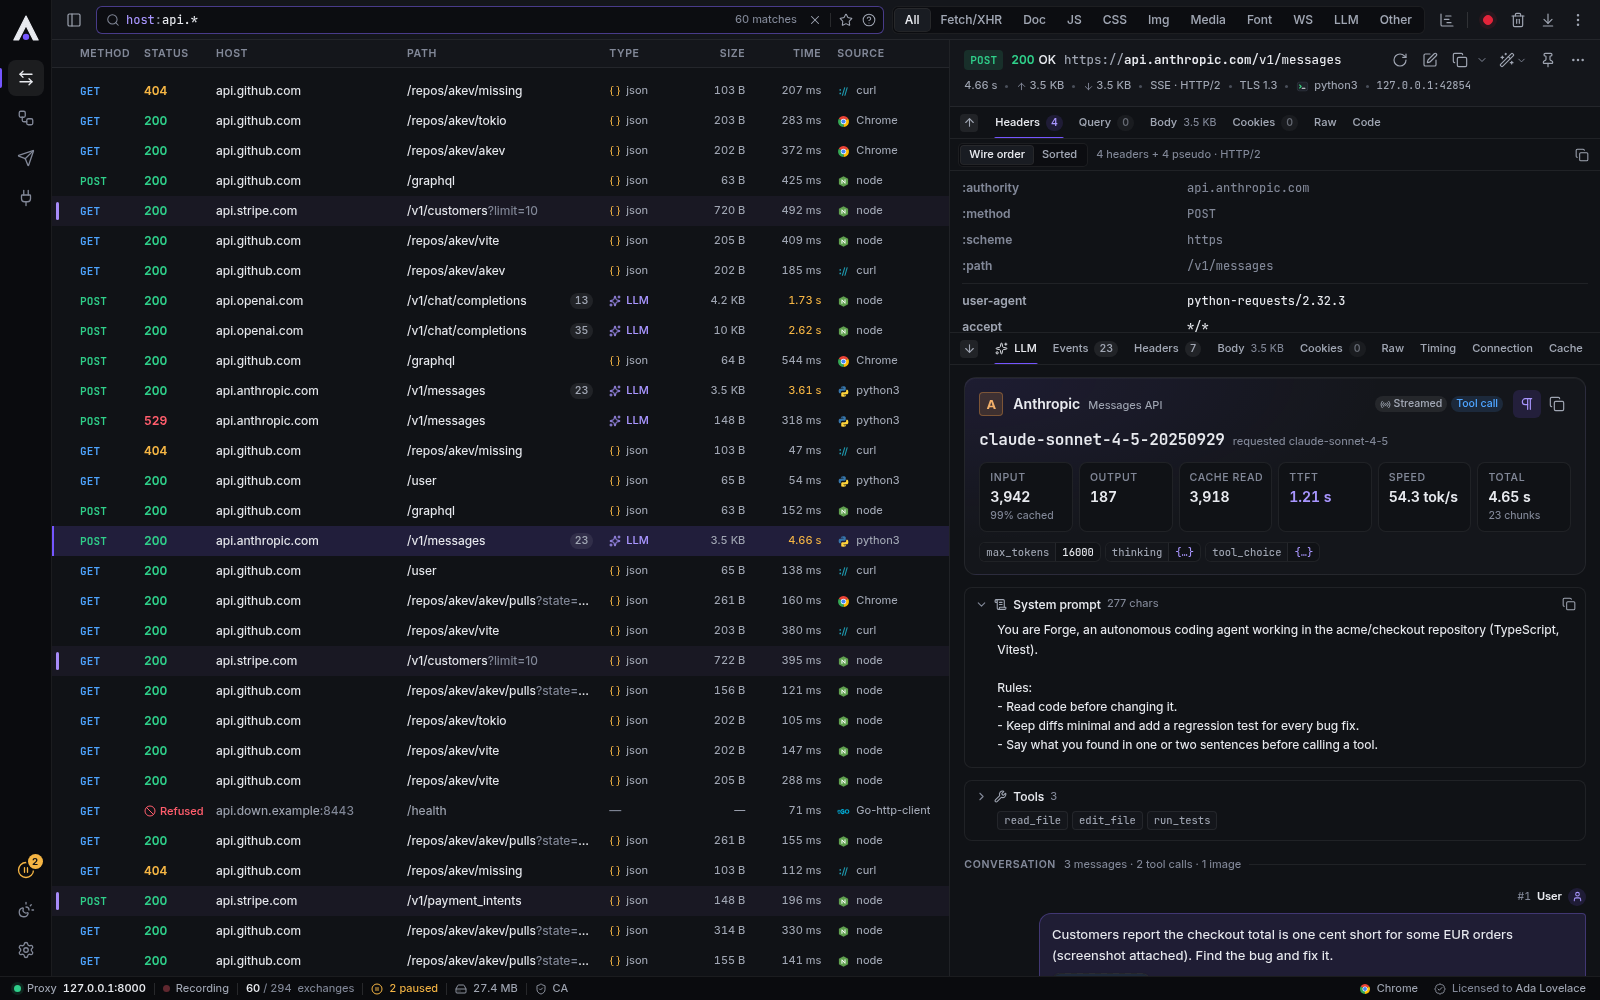 host:api.* 60 matches All Fetch/XHR Doc JS CSS Img Media Font WS LLM Other
METHOD STATUS HOST PATH TYPE SIZE TIME SOURCE
GET 404 api.github.com /repos/akev/missing {} json 103 B 207 ms curl
GET 200 api.github.com /repos/akev/tokio {} json 203 B 283 ms Chrome
GET 200 api.github.com /repos/akev/akev {} json 202 B 372 ms Chrome
POST 200 api.github.com /graphql {} json 63 B 425 ms node
GET 200 api.stripe.com /v1/customers?limit=10 {} json 720 B 492 ms node
GET 200 api.github.com /repos/akev/vite {} json 205 B 409 ms node
GET 200 api.github.com /repos/akev/akev {} json 202 B 185 ms curl
POST 200 api.openai.com /v1/chat/completions 13 LLM 4.2 KB 1.73 s node
POST 200 api.openai.com /v1/chat/completions 35 LLM 10 KB 2.62 s node
POST 200 api.github.com /graphql {} json 64 B 544 ms Chrome
POST 200 api.anthropic.com /v1/messages 23 LLM 3.5 KB 3.61 s python3
POST 529 api.anthropic.com /v1/messages LLM 148 B 318 ms python3
GET 404 api.github.com /repos/akev/missing {} json 103 B 47 ms curl
GET 200 api.github.com /user {} json 65 B 54 ms python3
POST 200 api.github.com /graphql {} json 63 B 152 ms node
POST 200 api.anthropic.com /v1/messages 23 LLM 3.5 KB 4.66 s python3
GET 200 api.github.com /user {} json 65 B 138 ms curl
GET 200 api.github.com /repos/akev/akev/pulls?state=... {} json 261 B 160 ms Chrome
GET 200 api.github.com /repos/akev/vite {} json 203 B 380 ms curl
GET 200 api.stripe.com /v1/customers?limit=10 {} json 722 B 395 ms node
GET 200 api.github.com /repos/akev/akev/pulls?state=... {} json 156 B 121 ms node
GET 200 api.github.com /repos/akev/tokio {} json 202 B 105 ms node
GET 200 api.github.com /repos/akev/vite {} json 202 B 147 ms node
GET 200 api.github.com /repos/akev/vite {} json 205 B 288 ms node
GET Refused api.down.example:8443 /health — — 71 ms Go-http-client
GET 200 api.github.com /repos/akev/akev/pulls?state=... {} json 261 B 155 ms node
GET 404 api.github.com /repos/akev/missing {} json 103 B 112 ms curl
POST 200 api.stripe.com /v1/payment_intents {} json 148 B 196 ms node
GET 200 api.github.com /repos/akev/akev/pulls?state=... {} json 314 B 330 ms node
GET 200 api.github.com /repos/akev/akev/pulls?state=... {} json 155 B 141 ms node
POST 200 OK https://api.anthropic.com/v1/messages
4.66 s • ↑ 3.5 KB • ↓ 3.5 KB • SSE · HTTP/2 • TLS 1.3 • python3 • 127.0.0.1:42854
Headers 4 Query 0 Body 3.5 KB Cookies 0 Raw Code
Wire order Sorted 4 headers + 4 pseudo · HTTP/2
:authority api.anthropic.com
:method POST
:scheme https
:path /v1/messages
user-agent python-requests/2.32.3
accept */*
LLM Events 23 Headers 7 Body 3.5 KB Cookies 0 Raw Timing Connection Cache
A Anthropic Messages API Streamed Tool call
claude-sonnet-4-5-20250929 requested claude-sonnet-4-5
INPUT OUTPUT CACHE READ TTFT SPEED TOTAL
3,942 187 3,918 1.21 s 54.3 tok/s 4.65 s
99% cached 23 chunks
max_tokens 16000 thinking {…} tool_choice {…}
System prompt 277 chars
You are Forge, an autonomous coding agent working in the acme/checkout repository (TypeScript,
Vitest).
Rules:
- Read code before changing it.
- Keep diffs minimal and add a regression test for every bug fix.
- Say what you found in one or two sentences before calling a tool.
Tools 3
read_file edit_file run_tests
CONVERSATION 3 messages · 2 tool calls · 1 image
#1 User
Customers report the checkout total is one cent short for some EUR orders
(screenshot attached). Find the bug and fix it.
2
Proxy 127.0.0.1:8000 Recording 60 / 294 exchanges 2 paused 27.4 MB CA Chrome Licensed to Ada Lovelace